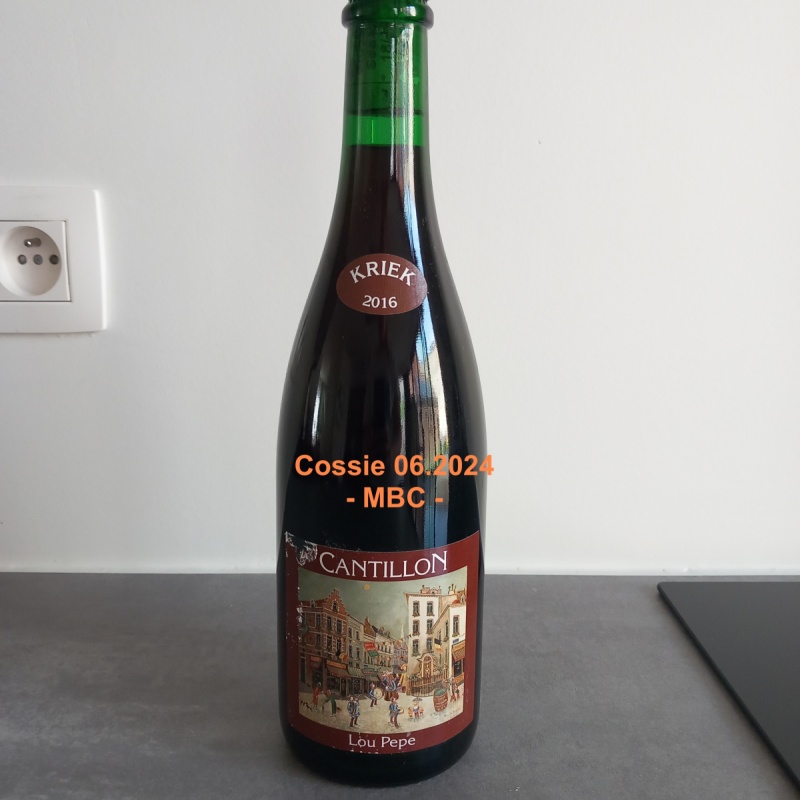 KRIEK
2016
Cossie 06.2024
- MBC -
CANTILLON
Lou Pepe